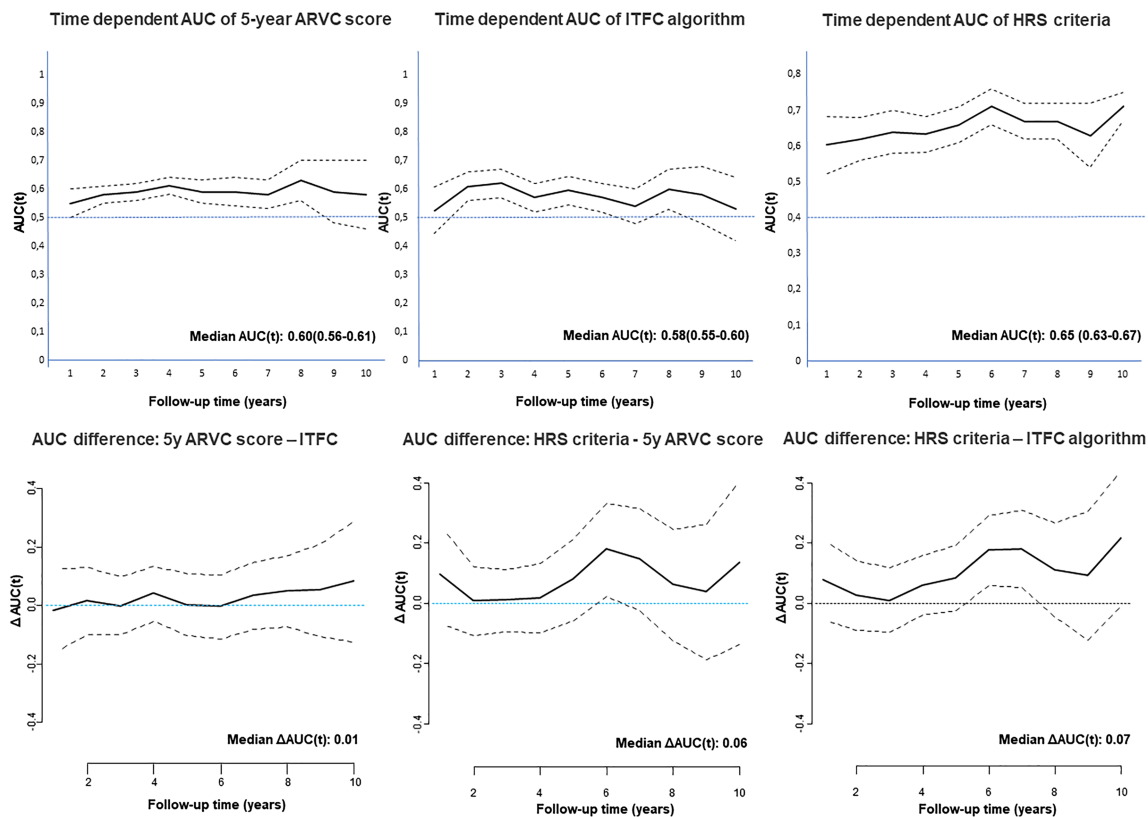 Time dependent AUC of 5-year ARVC score
1
0,9
0,8
0,7
0,6
0,5
0,4
0,3
0,2
0,1
0
AUC(t)
Median AUC(t): 0.60(0.56-0.61)
1 2 3 4 5 6 7 8 9 10
Follow-up time (years)
Time dependent AUC of ITFC algorithm
1
0,9
0,8
0,7
0,6
0,5
0,4
0,3
0,2
0,1
0
AUC(t)
Median AUC(t): 0.58(0.55-0.60)
1 2 3 4 5 6 7 8 9 10
Follow-up time (years)
Time dependent AUC of HRS criteria
0,8
0,7
0,6
0,5
0,4
0,3
0,2
0,1
0
AUC(t)
Median AUC(t): 0.65 (0.63-0.67)
1 2 3 4 5 6 7 8 9 10
Follow-up time (years)
AUC difference: 5y ARVC score – ITFC
0.4
0.2
0.0
-0.2
-0.4
Δ AUC(t)
Median ΔAUC(t): 0.01
2 4 6 8 10
Follow-up time (years)
AUC difference: HRS criteria - 5y ARVC score
0.4
0.2
0.0
-0.2
-0.4
Δ AUC(t)
Median ΔAUC(t): 0.06
2 4 6 8 10
Follow-up time (years)
AUC difference: HRS criteria – ITFC algorithm
0.4
0.2
0.0
-0.2
-0.4
Δ AUC(t)
Median ΔAUC(t): 0.07
2 4 6 8 10
Follow-up time (years)